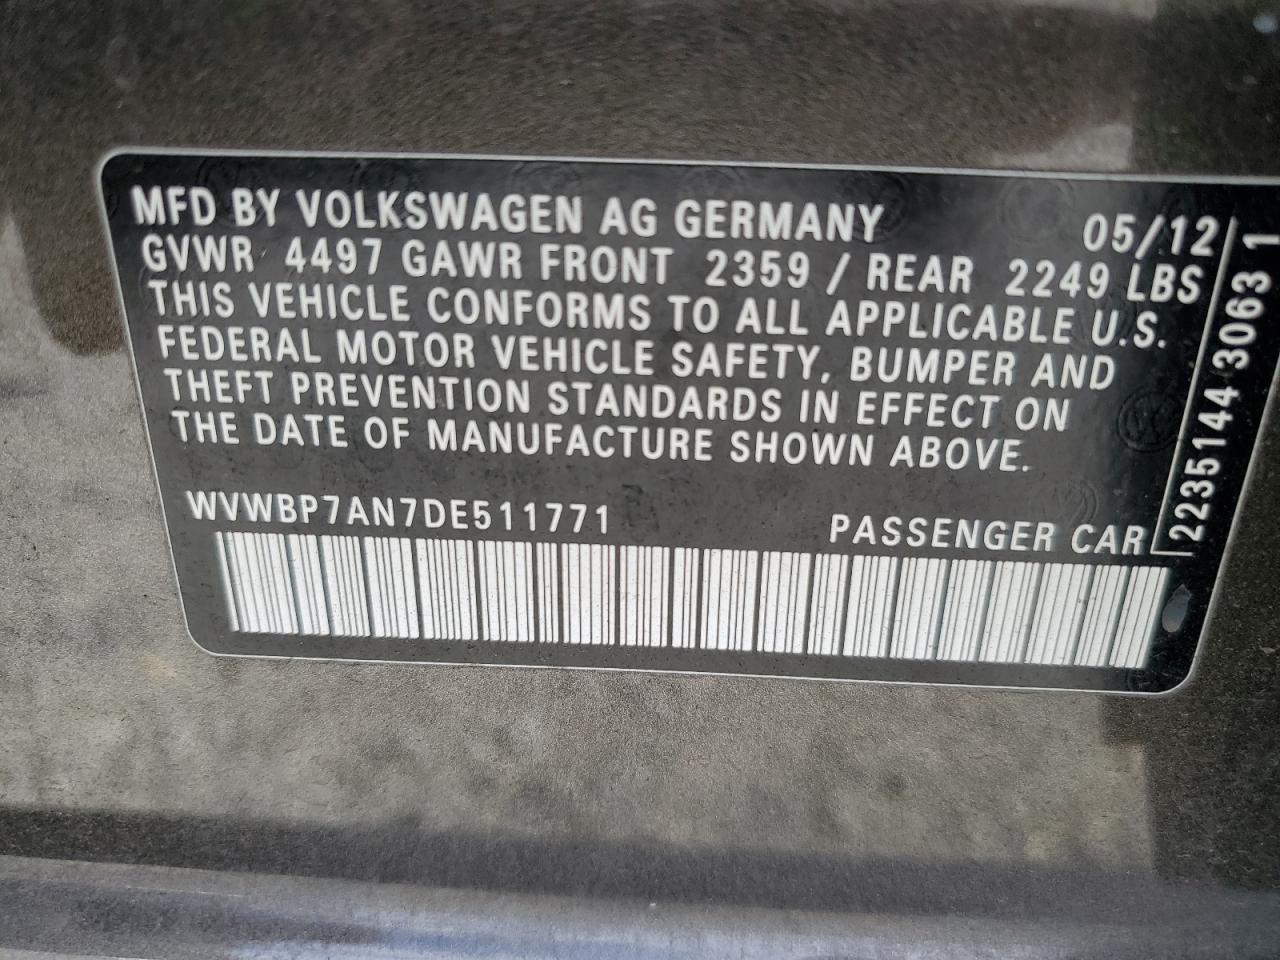 MFD BY VOLKSWAGEN AG GERMANY 05/12
GVWR 4497 GAWR FRONT 2359 / REAR 2249 LBS
THIS VEHICLE CONFORMS TO ALL APPLICABLE U.S.
FEDERAL MOTOR VEHICLE SAFETY, BUMPER AND
THEFT PREVENTION STANDARDS IN EFFECT ON
THE DATE OF MANUFACTURE SHOWN ABOVE.
WVWBP7AN7DE511771 PASSENGER CAR
2235144 3063 1